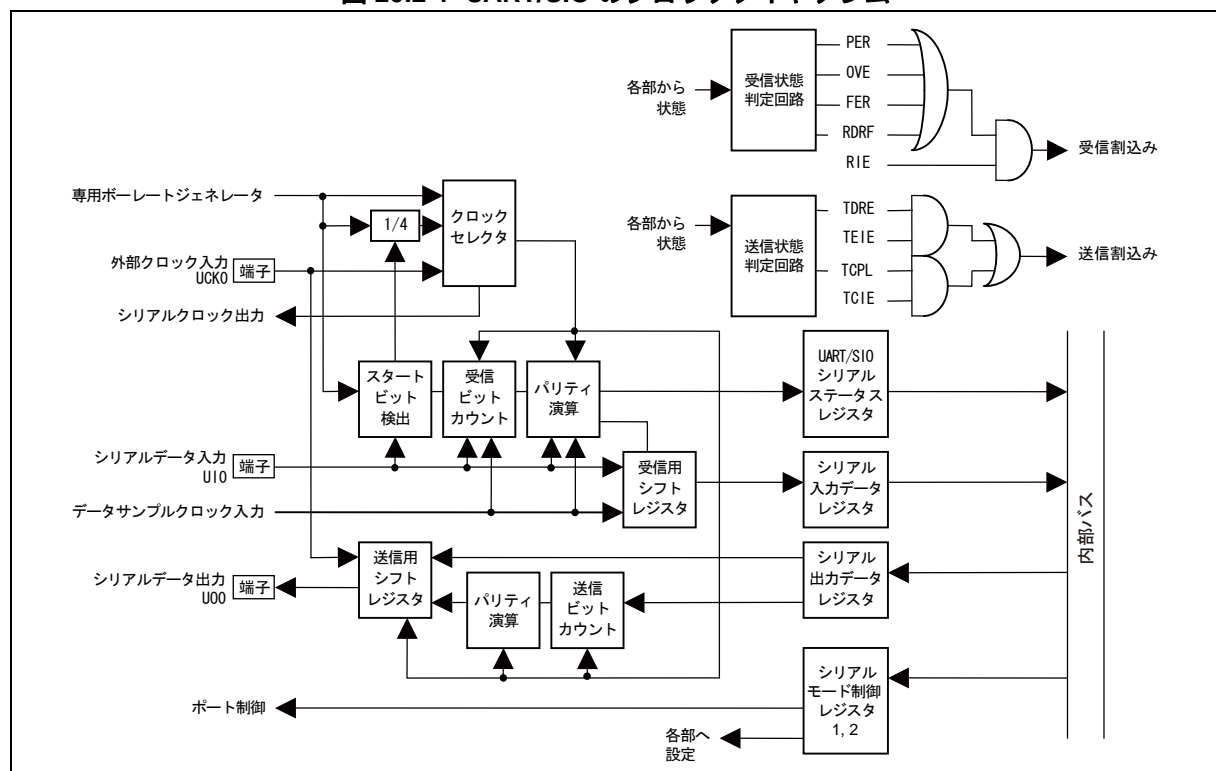 各部から
状態
受信状態
判定回路
PER
OVE
FER
RDRF
RIE
受信割込み
専用ボーレートジェネレータ
1/4
クロック
セレクタ
外部クロック入力
UCK0
端子
シリアルクロック出力
各部から
状態
送信状態
判定回路
TDRE
TEIE
TCPL
TCIE
送信割込み
スタート
ビット
検出
受信
ビット
カウント
パリティ
演算
UART/SIO
シリアル
ステータス
レジスタ
シリアルデータ入力
UI0
端子
受信用
シフト
レジスタ
シリアル
入力データ
レジスタ
データサンプルクロック入力
内部バス
シリアルデータ出力
UO0
端子
送信用
シフト
レジスタ
パリティ
演算
送信
ビット
カウント
シリアル
出力データ
レジスタ
ポート制御
シリアル
モード制御
レジスタ
1, 2
各部へ
設定